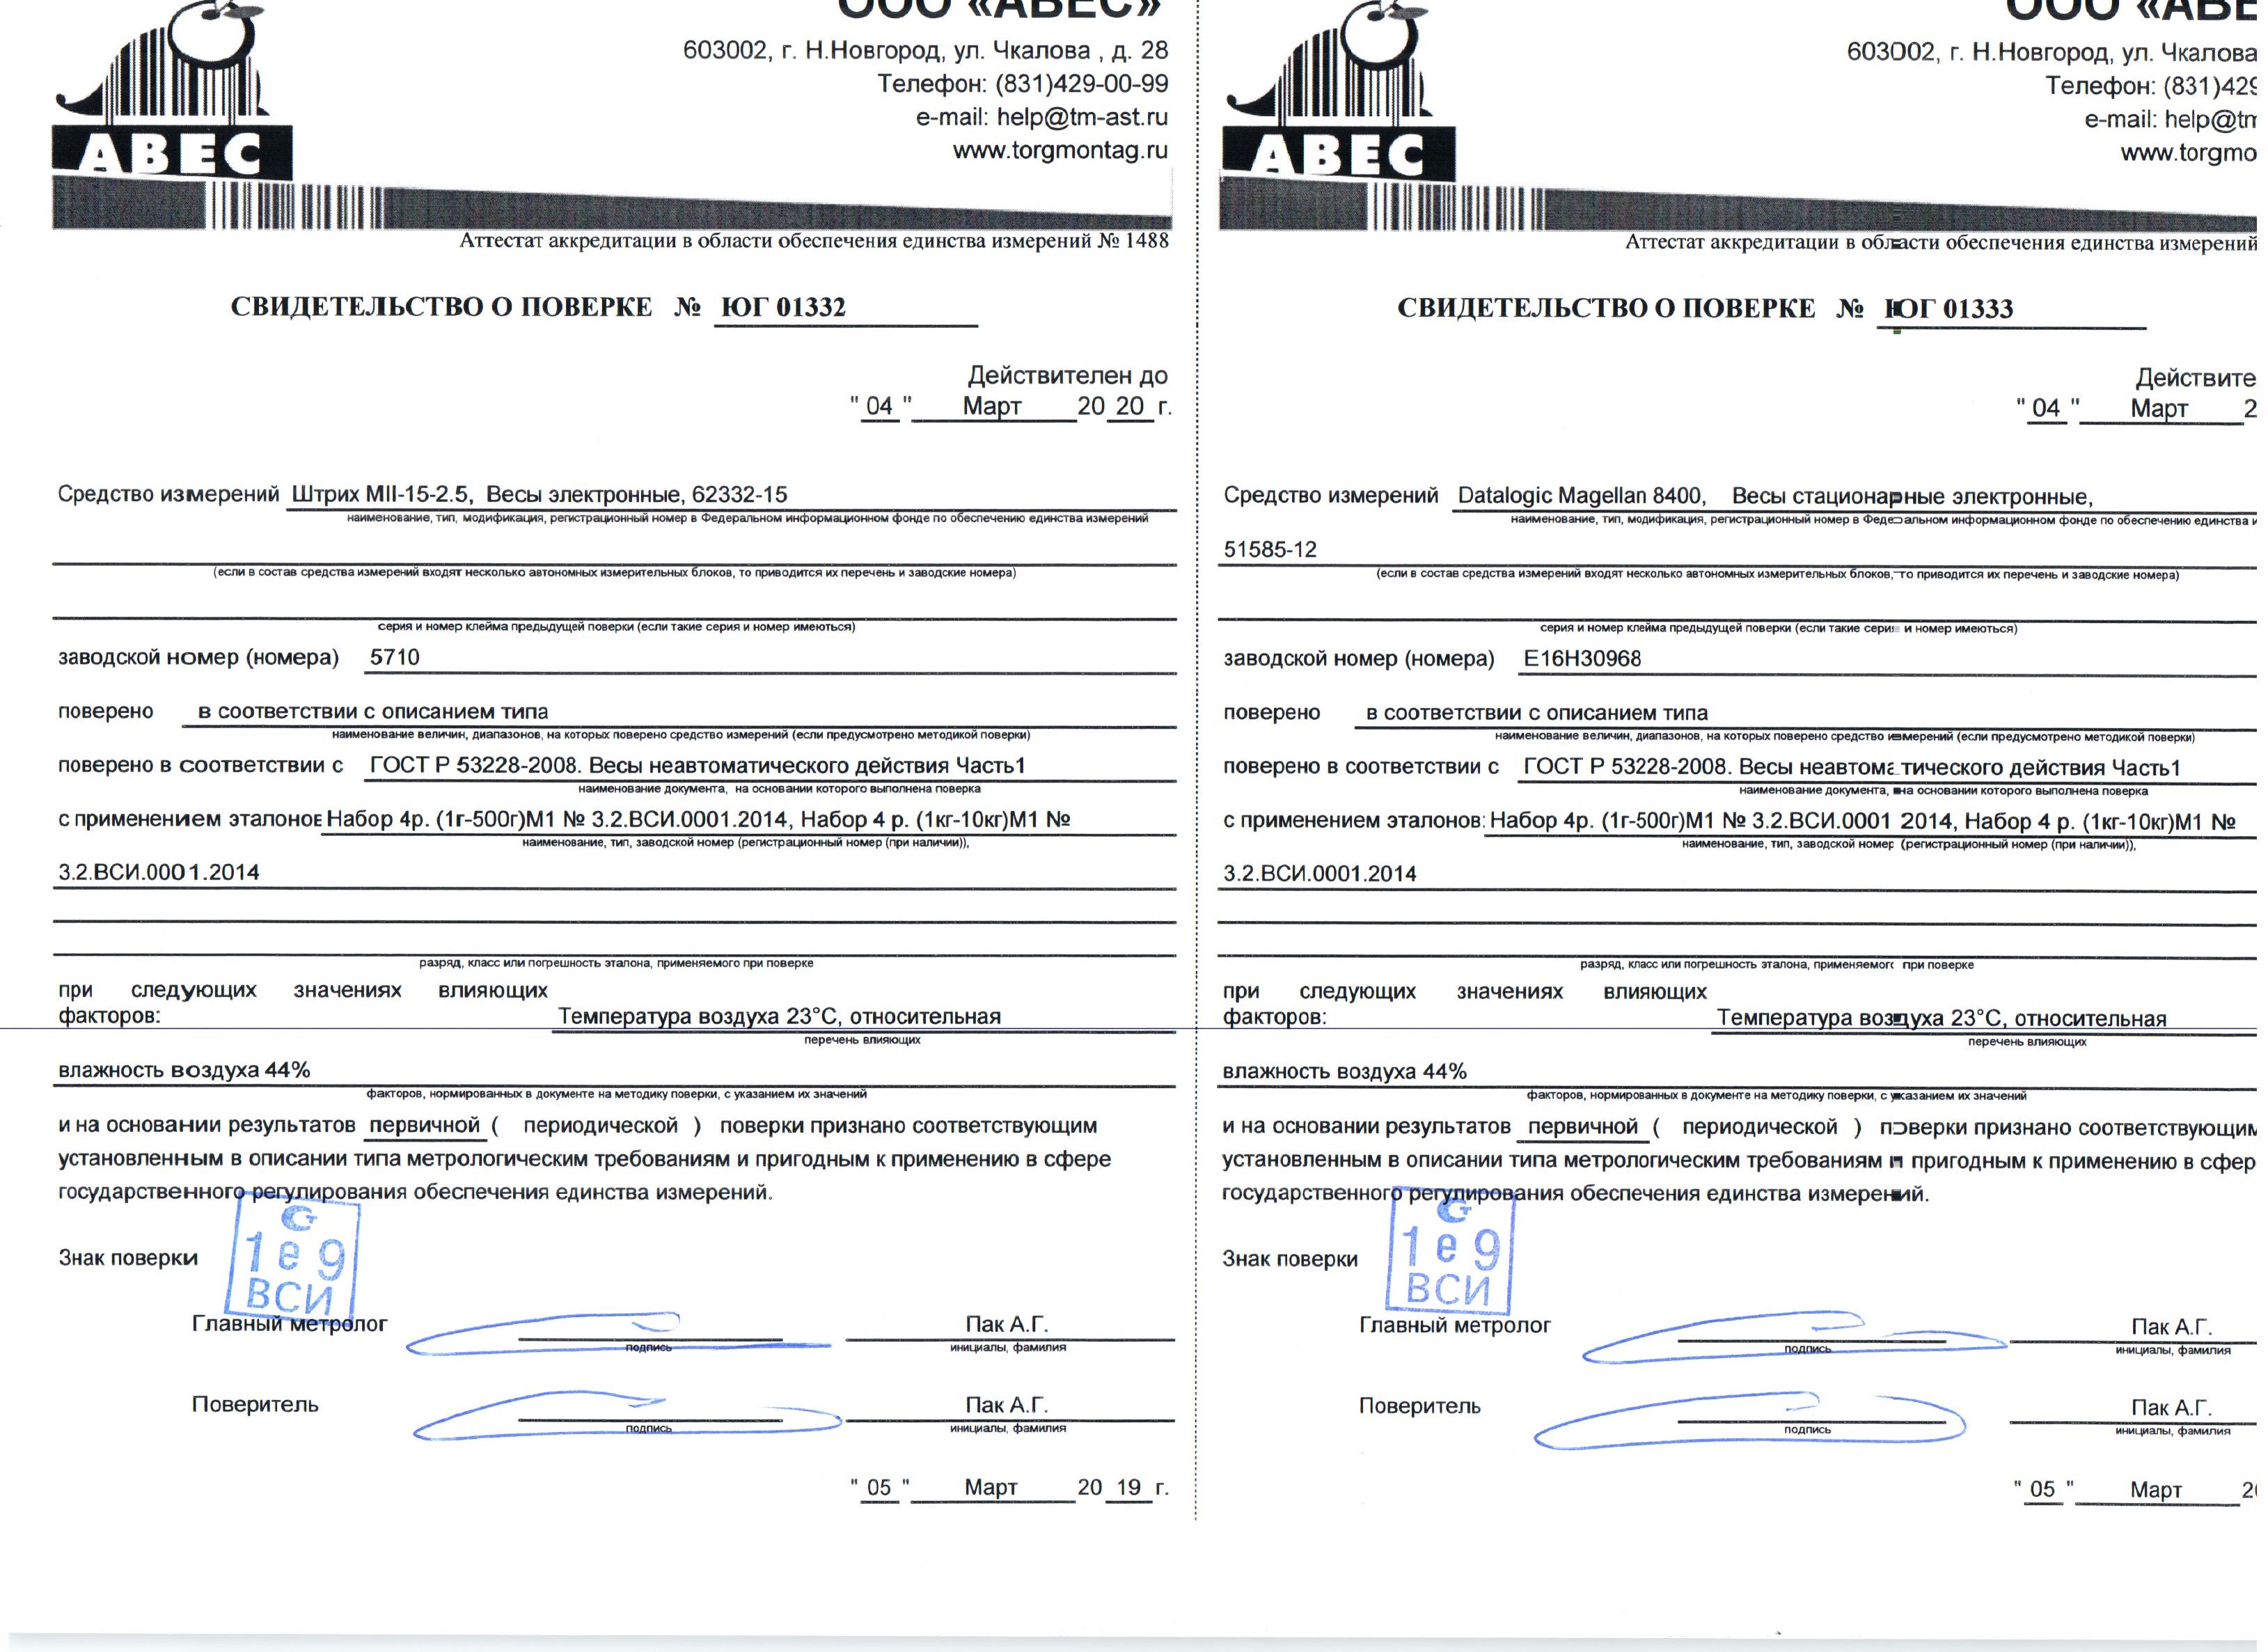 ООО «АВЕС»
603002, г. Н.Новгород, ул. Чкалова , д. 28
Телефон: (831)429-00-99
e-mail: help@tm-ast.ru
www.torgmontag.ru
АВЕС
Аттестат аккредитации в области обеспечения единства измерений № 1488
СВИДЕТЕЛЬСТВО О ПОВЕРКЕ № ЮГ 01332
Действителен до
" 04 " Март 20 20 г.
Средство измерений Штрих МII-15-2.5, Весы электронные, 62332-15
наименование, тип, модификация, регистрационный номер в Федеральном информационном фонде по обеспечению единства измерений
(если в состав средства измерений входят несколько автономных измерительных блоков, то приводится их перечень и заводские номера)
серия и номер клейма предыдущей поверки (если такие серия и номер имеються)
заводской номер (номера) 5710
поверено в соответствии с описанием типа
наименование величин, диапазонов, на которых поверено средство измерений (если предусмотрено методикой поверки)
поверено в соответствии с ГОСТ Р 53228-2008. Весы неавтоматического действия Часть1
наименование документа, на основании которого выполнена поверка
с применением эталонов Набор 4р. (1г-500г)М1 № 3.2.ВСИ.0001.2014, Набор 4 р. (1кг-10кг)М1 №
наименование, тип, заводской номер (регистрационный номер (при наличии)),
3.2.ВСИ.0001.2014
разряд, класс или погрешность эталона, применяемого при поверке
при следующих значениях влияющих
факторов: Температура воздуха 23°С, относительная
перечень влияющих
влажность воздуха 44%
факторов, нормированных в документе на методику поверки, с указанием их значений
и на основании результатов первичной ( периодической ) поверки признано соответствующим
установленным в описании типа метрологическим требованиям и пригодным к применению в сфере
государственного регулирования обеспечения единства измерений.
Знак поверки
1 е 9
ВСИ
Главный метролог Пак А.Г.
подпись инициалы, фамилия
Поверитель Пак А.Г.
подпись инициалы, фамилия
" 05 " Март 20 19 г.
ООО «АВЕ
603002, г. Н.Новгород, ул. Чкалова
Телефон: (831)429
e-mail: help@tm
www.torgmo
АВЕС
Аттестат аккредитации в области обеспечения единства измерений
СВИДЕТЕЛЬСТВО О ПОВЕРКЕ № ЮГ 01333
Действите
" 04 " Март 2
Средство измерений Datalogic Magellan 8400, Весы стационарные электронные,
наименование, тип, модификация, регистрационный номер в Федеральном информационном фонде по обеспечению единства и
51585-12
(если в состав средства измерений входят несколько автономных измерительных блоков, то приводится их перечень и заводские номера)
серия и номер клейма предыдущей поверки (если такие серия и номер имеються)
заводской номер (номера) E16H30968
поверено в соответствии с описанием типа
наименование величин, диапазонов, на которых поверено средство измерений (если предусмотрено методикой поверки)
поверено в соответствии с ГОСТ Р 53228-2008. Весы неавтоматического действия Часть1
наименование документа, на основании которого выполнена поверка
с применением эталонов: Набор 4р. (1г-500г)М1 № 3.2.ВСИ.0001 2014, Набор 4 р. (1кг-10кг)М1 №
наименование, тип, заводской номер (регистрационный номер (при наличии)),
3.2.ВСИ.0001.2014
разряд, класс или погрешность эталона, применяемого при поверке
при следующих значениях влияющих
факторов: Температура воздуха 23°С, относительная
перечень влияющих
влажность воздуха 44%
факторов, нормированных в документе на методику поверки, с указанием их значений
и на основании результатов первичной ( периодической ) поверки признано соответствующим
установленным в описании типа метрологическим требованиям и пригодным к применению в сфере
государственного регулирования обеспечения единства измерений.
Знак поверки
1 е 9
ВСИ
Главный метролог Пак А.Г.
подпись инициалы, фамилия
Поверитель Пак А.Г.
подпись инициалы, фамилия
" 05 " Март 20